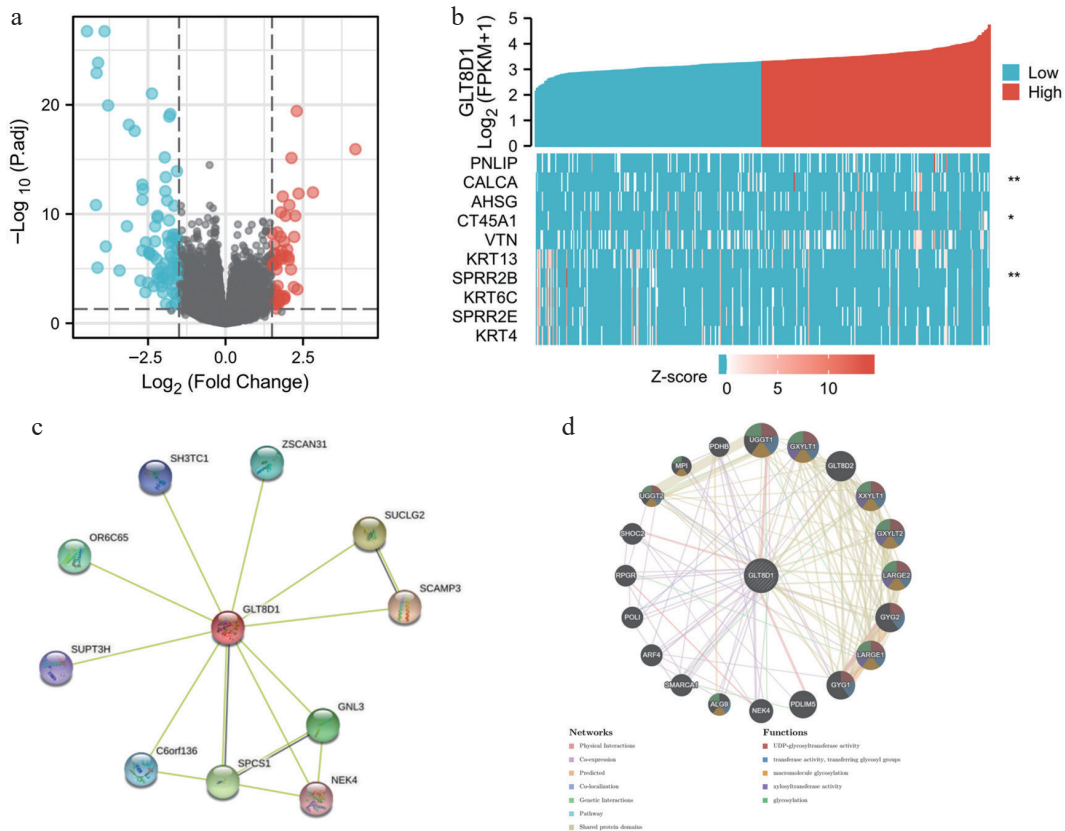 a
−Log 10 (P.adj)
20
10
0
−2.5
0.0
2.5
Log2 (Fold Change)
b
GLT8D1
Log2 (FPKM+1)
5
4
3
2
1
0
Low
High
PNLIP
CALCA
**
AHSG
CT45A1
*
VTN
KRT13
SPRR2B
**
KRT6C
SPRR2E
KRT4
Z-score
0
5
10
c
SH3TC1
ZSCAN31
SUCLG2
OR6C65
SCAMP3
GLT8D1
SUPT3H
GNL3
C6orf136
SPCS1
NEK4
d
PDHB
UGGT1
GXYLT1
MPI
GLT8D2
UGGT2
XXYLT1
SHOC2
GXYLT2
RPGR
GLT8D1
LARGE2
POLI
GYG2
ARF4
LARGE1
SMARCA1
GYG1
ALG9
NEK4
PDLIM5
Networks
Physical Interactions
Co-expression
Predicted
Co-localization
Genetic Interactions
Pathway
Shared protein domains
Functions
UDP-glycosyltransferase activity
transferase activity, transferring glycosyl groups
macromolecule glycosylation
xylosyltransferase activity
glycosylation